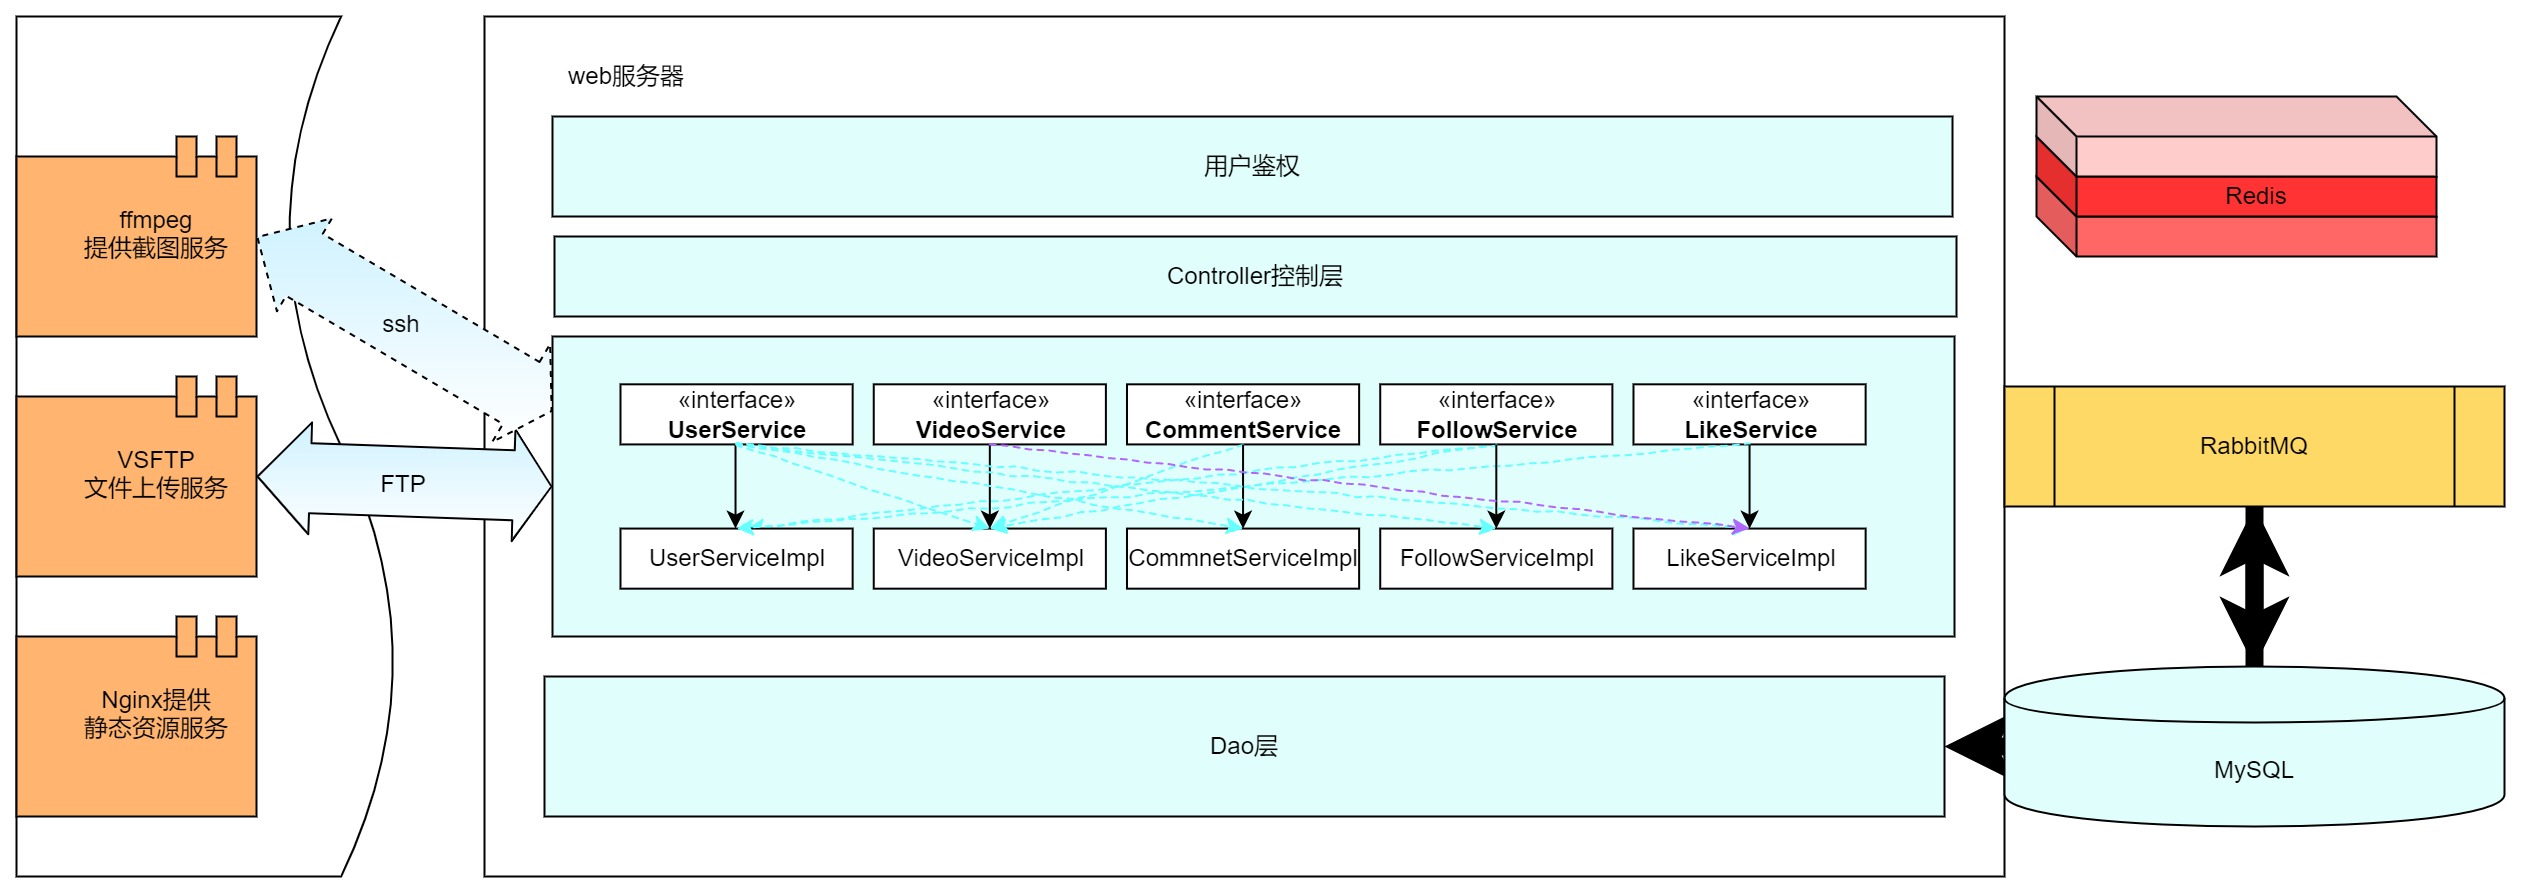 web服务器
用户鉴权
Redis
ffmpeg
提供截图服务
Controller控制层
ssh
«interface»
UserService
«interface»
VideoService
«interface»
CommentService
«interface»
FollowService
«interface»
LikeService
RabbitMQ
VSFTP
文件上传服务
FTP
UserServiceImpl
VideoServiceImpl
CommnetServiceImpl
FollowServiceImpl
LikeServiceImpl
Nginx提供
静态资源服务
Dao层
MySQL